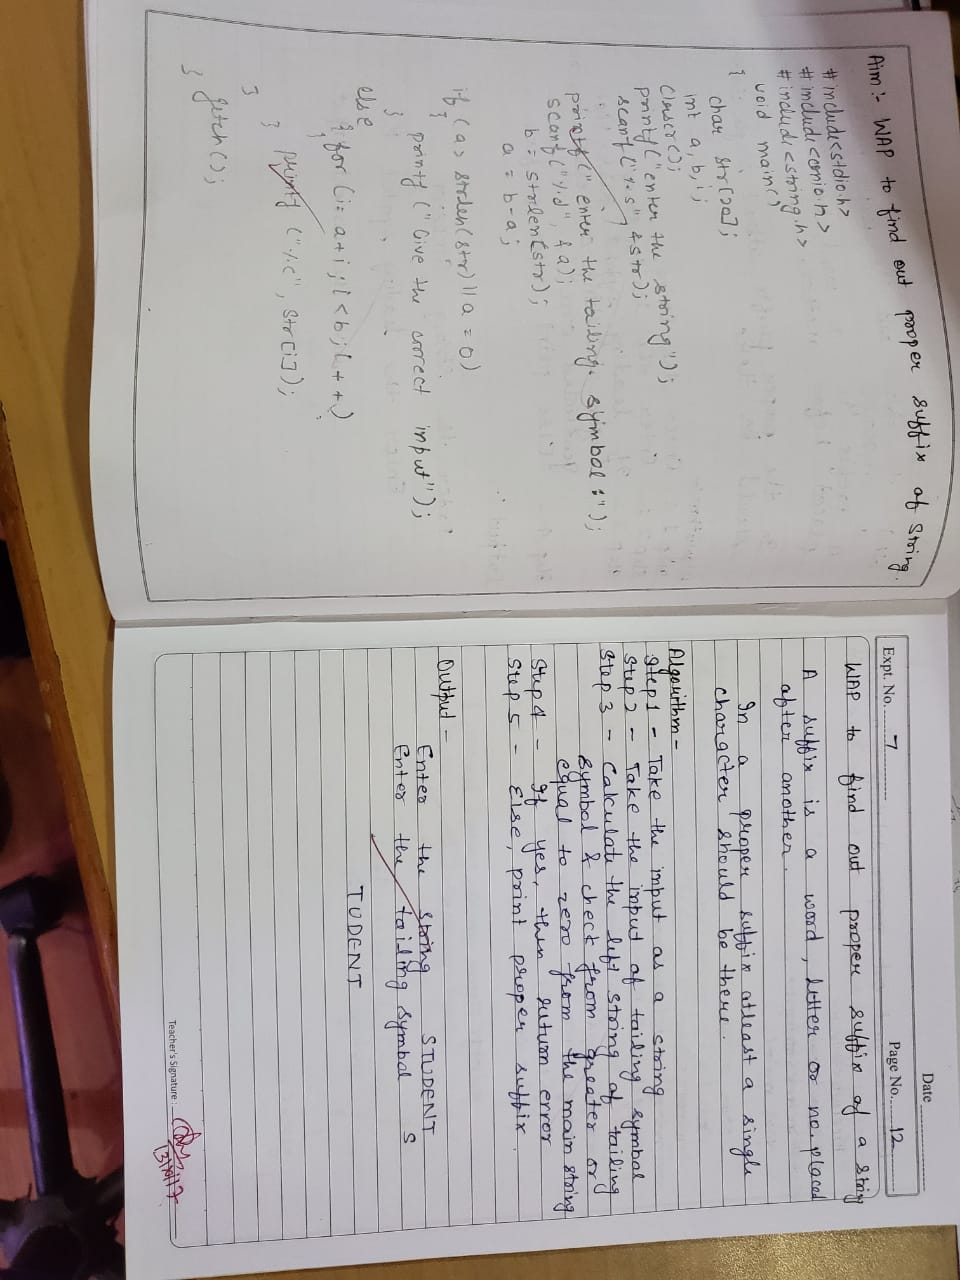 Aim:- WAP to find out proper suffix of String.
#include<stdio.h>
#include<conio.h>
#include<string.h>
void main()
{
char str[20];
int a, b, i;
clrscr();
printf("enter the string");
scanf("%s" &str);
printf("enter the tailing symbol:");
scanf("%d", &a);
b = strlen(str);
a = b-a;
if (a> strlen(str) || a = 0)
{
printf("Give the correct input");
}
else
{ for (i= a+i; i<b; i++)
{
printf ("%c", str[i]);
}
}
getch();
}
Date
Expt. No. 7
Page No. 12
WAP to find out proper suffix of a string
A suffix is a word, letter or no. placed
after another.
In a proper suffix atleast a single
character should be there.
Algorithm -
Step 1 - Take the input as a string
Step 2 - Take the input of tailing symbol
Step 3 - Calculate the left string of tailing
symbol & check from greater or
equal to zero from the main string
Step 4 - If yes, then return error
Step 5 - Else, print proper suffix.
Output -
Enter the string STUDENT
Enter the tailing symbol S
TUDENT
Teacher's Signature :